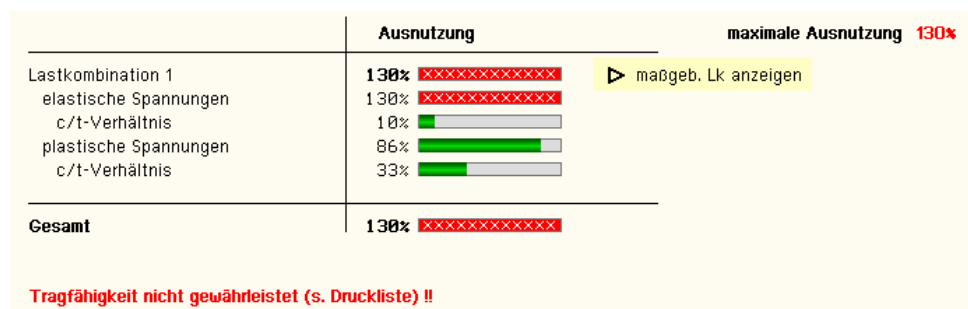 Ausnutzung maximale Ausnutzung 130%
Lastkombination 1 130% maßgeb. Lk anzeigen
elastische Spannungen 130%
c/t-Verhältnis 10%
plastische Spannungen 86%
c/t-Verhältnis 33%
Gesamt 130%
Tragfähigkeit nicht gewährleistet (s. Druckliste) !!